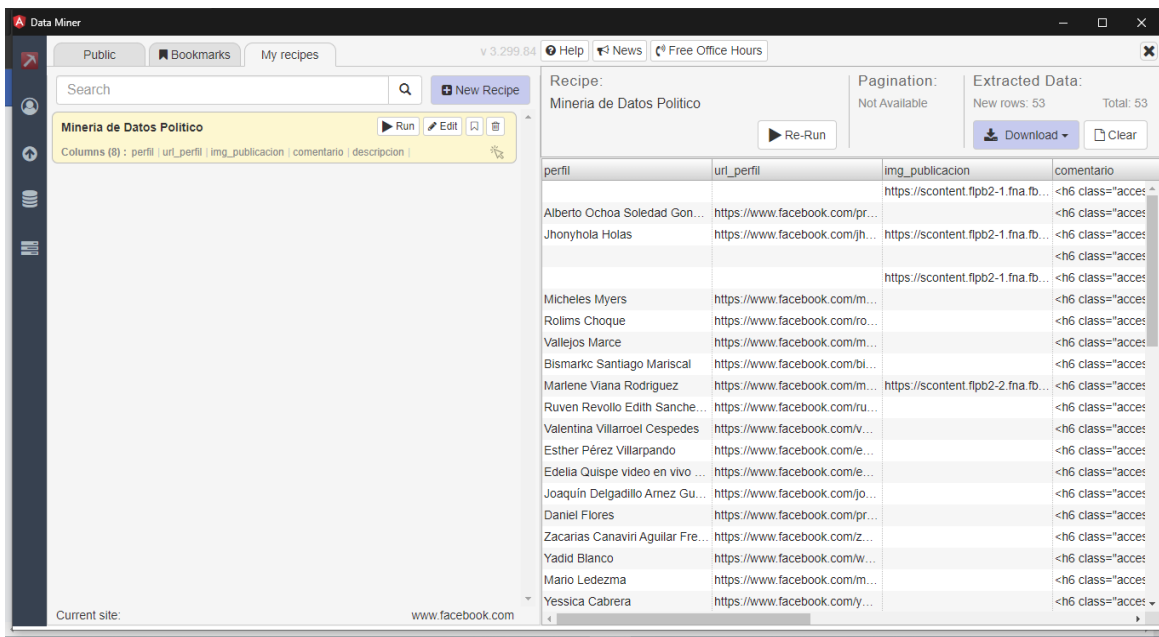 Data Miner
Public
Bookmarks
My recipes
v 3.299.84
Help
News
Free Office Hours
Search
New Recipe
Mineria de Datos Politico
Run
Edit
Columns (8) : perfil | url_perfil | img_publicacion | comentario | descripcion |
Current site:
www.facebook.com
Recipe:
Mineria de Datos Politico
Re-Run
Pagination:
Not Available
Extracted Data:
New rows: 53
Total: 53
Download
Clear
perfil url_perfil img_publicacion comentario
https://scontent.flpb2-1.fna.fb... <h6 class="acces
Alberto Ochoa Soledad Gon... https://www.facebook.com/pr... <h6 class="acces
Jhonyhola Holas https://www.facebook.com/jh... https://scontent.flpb2-1.fna.fb... <h6 class="acces
<h6 class="acces
https://scontent.flpb2-1.fna.fb... <h6 class="acces
Micheles Myers https://www.facebook.com/m... <h6 class="acces
Rolims Choque https://www.facebook.com/ro... <h6 class="acces
Vallejos Marce https://www.facebook.com/m... <h6 class="acces
Bismarkc Santiago Mariscal https://www.facebook.com/bi... <h6 class="acces
Marlene Viana Rodriguez https://www.facebook.com/m... https://scontent.flpb2-2.fna.fb... <h6 class="acces
Ruven Revollo Edith Sanche... https://www.facebook.com/ru... <h6 class="acces
Valentina Villarroel Cespedes https://www.facebook.com/v... <h6 class="acces
Esther Pérez Villarpando https://www.facebook.com/e... <h6 class="acces
Edelia Quispe video en vivo ... https://www.facebook.com/e... <h6 class="acces
Joaquín Delgadillo Arnez Gu... https://www.facebook.com/jo... <h6 class="acces
Daniel Flores https://www.facebook.com/pr... <h6 class="acces
Zacarias Canaviri Aguilar Fre... https://www.facebook.com/z... <h6 class="acces
Yadid Blanco https://www.facebook.com/w... <h6 class="acces
Mario Ledezma https://www.facebook.com/m... <h6 class="acces
Yessica Cabrera https://www.facebook.com/y... <h6 class="acces